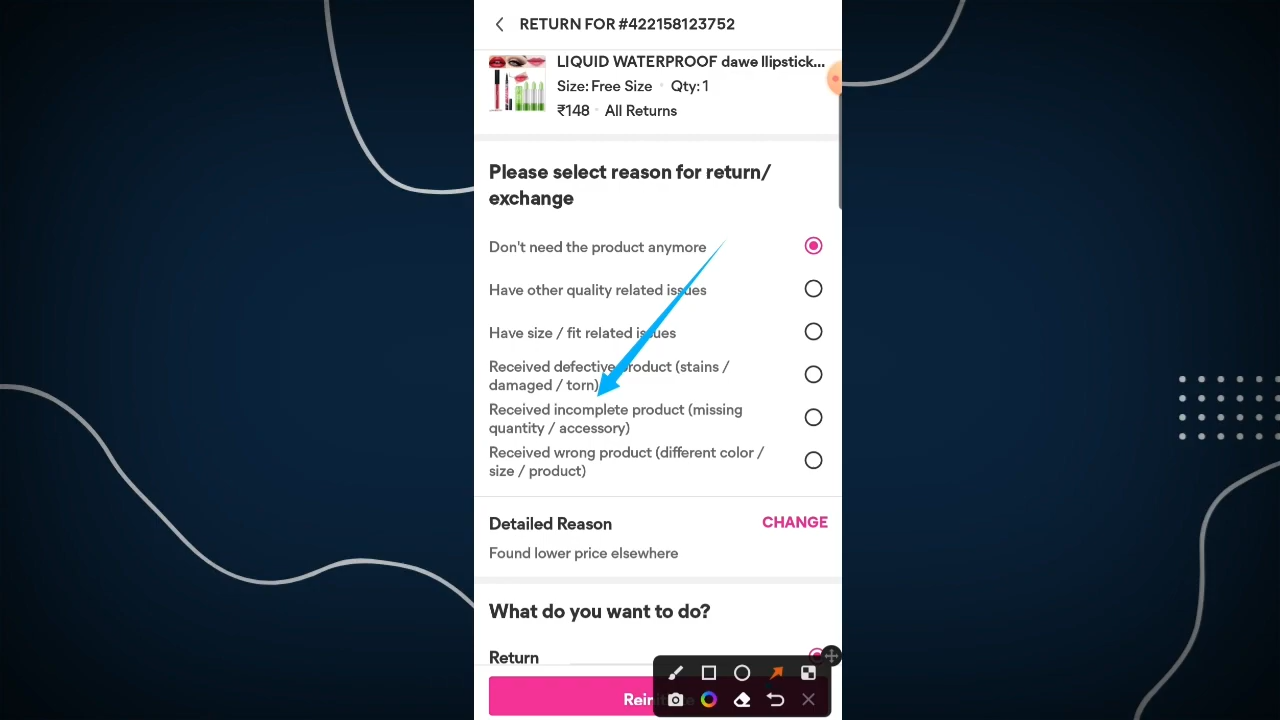 RETURN FOR #422158123752
LIQUID WATERPROOF dawe llipstick...
Size: Free Size • Qty: 1
₹148 • All Returns
Please select reason for return/
exchange
Don't need the product anymore
Have other quality related issues
Have size / fit related issues
Received defective product (stains /
damaged / torn)
Received incomplete product (missing
quantity / accessory)
Received wrong product (different color /
size / product)
Detailed Reason
CHANGE
Found lower price elsewhere
What do you want to do?
Return